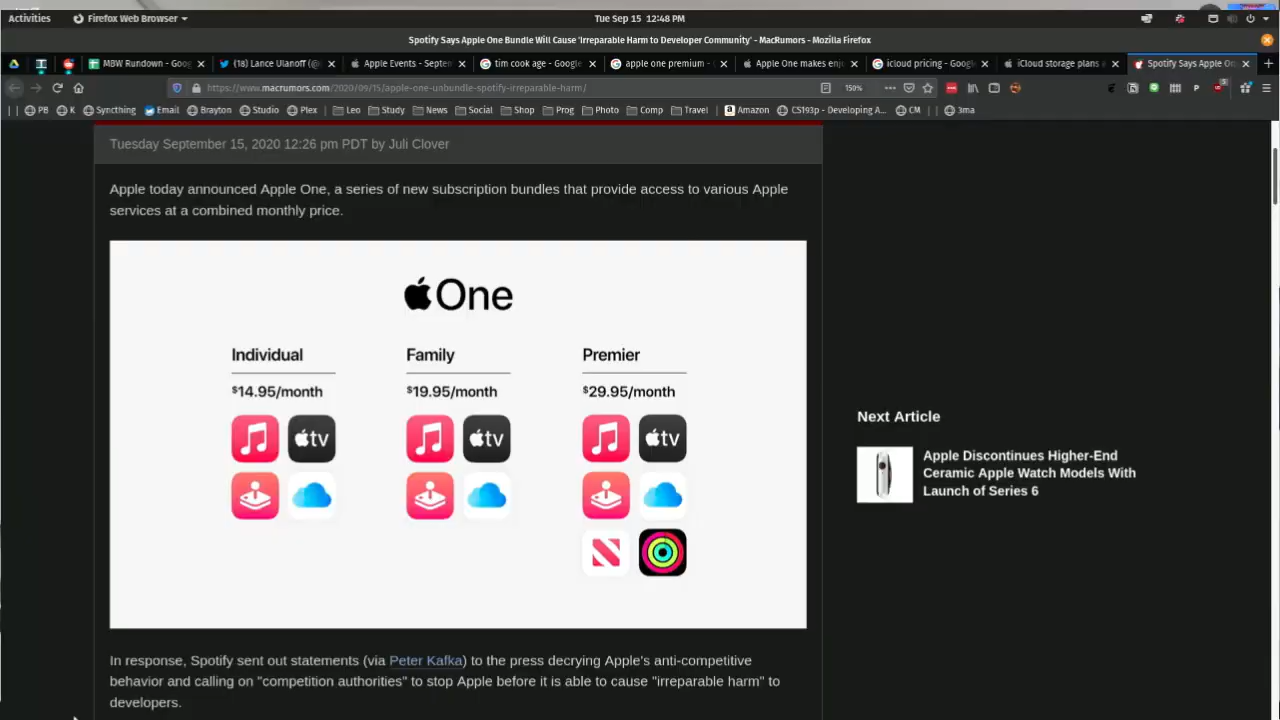 Activities
Firefox Web Browser
Tue Sep 15 12:48 PM
Spotify Says Apple One Bundle Will Cause 'Irreparable Harm to Developer Community' - MacRumors - Mozilla Firefox
MBW Rundown - Goog
(18) Lance Ulanoff (@
Apple Events - Septem
tim cook age - Google
apple one premium -
Apple One makes enj
icloud pricing - Google
iCloud storage plans a
Spotify Says Apple On
https://www.macrumors.com/2020/09/15/apple-one-unbundle-spotify-irreparable-harm/
150%
PB
K
Syncthing
Email
Brayton
Studio
Plex
Leo
Study
News
Social
Shop
Prog
Photo
Comp
Travel
Amazon
CS193p - Developing A...
CM
3ma
Tuesday September 15, 2020 12:26 pm PDT by Juli Clover
Apple today announced Apple One, a series of new subscription bundles that provide access to various Apple
services at a combined monthly price.
One
Individual
$14.95/month
tv
Family
$19.95/month
tv
Premier
$29.95/month
tv
Next Article
Apple Discontinues Higher-End
Ceramic Apple Watch Models With
Launch of Series 6
In response, Spotify sent out statements (via Peter Kafka) to the press decrying Apple's anti-competitive
behavior and calling on "competition authorities" to stop Apple before it is able to cause "irreparable harm" to
developers.